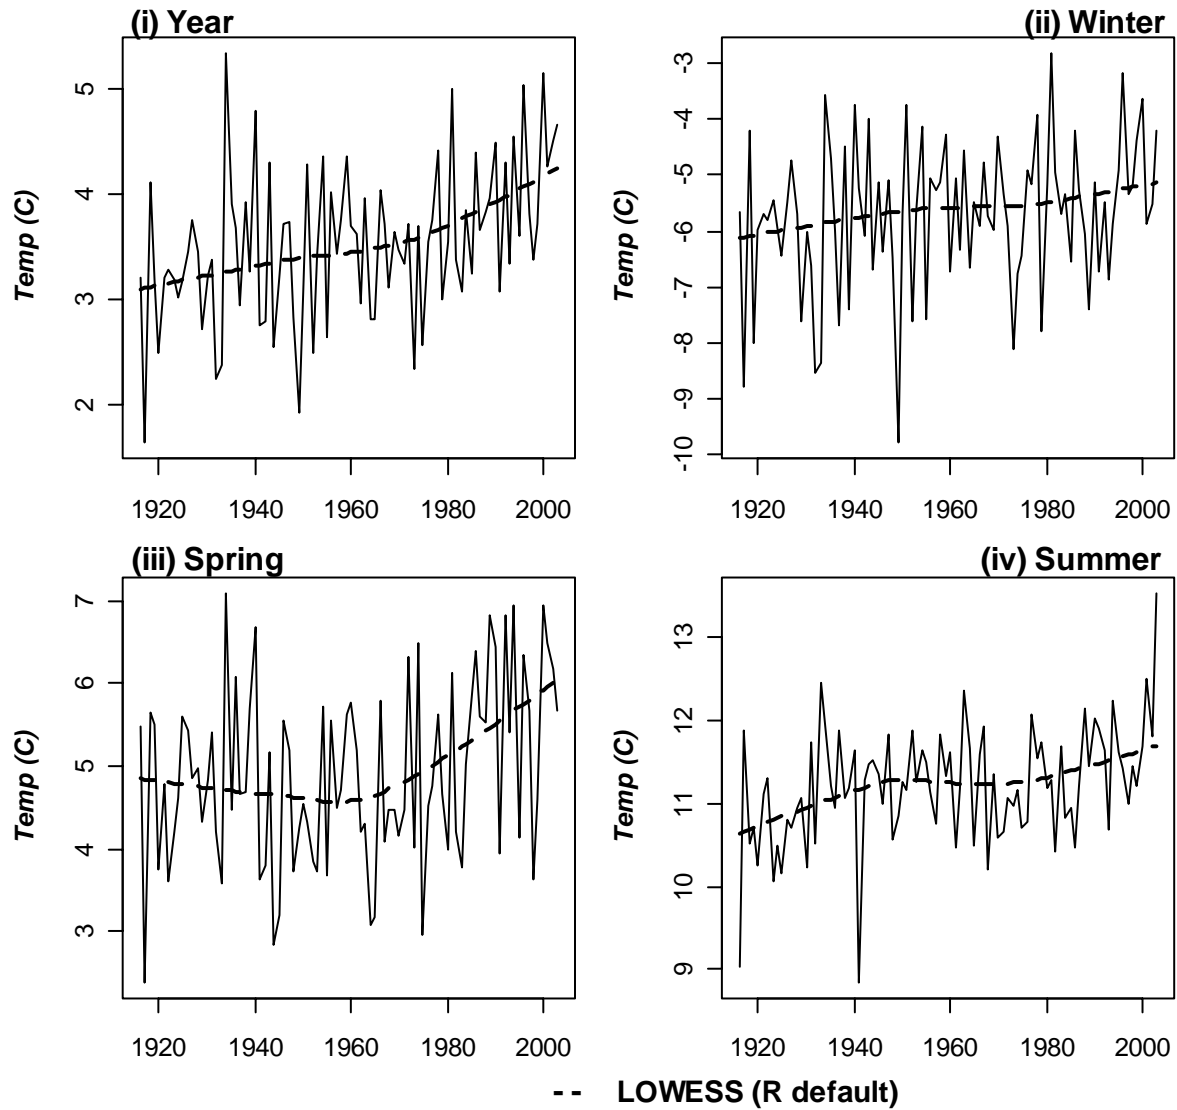 (i) Year
(ii) Winter
Temp (C)
5
4
3
2
1920 1940 1960 1980 2000
Temp (C)
-3
-4
-5
-6
-7
-8
-9
-10
1920 1940 1960 1980 2000
(iii) Spring
(iv) Summer
Temp (C)
7
6
5
4
3
1920 1940 1960 1980 2000
Temp (C)
13
12
11
10
9
1920 1940 1960 1980 2000
-- LOWESS (R default)